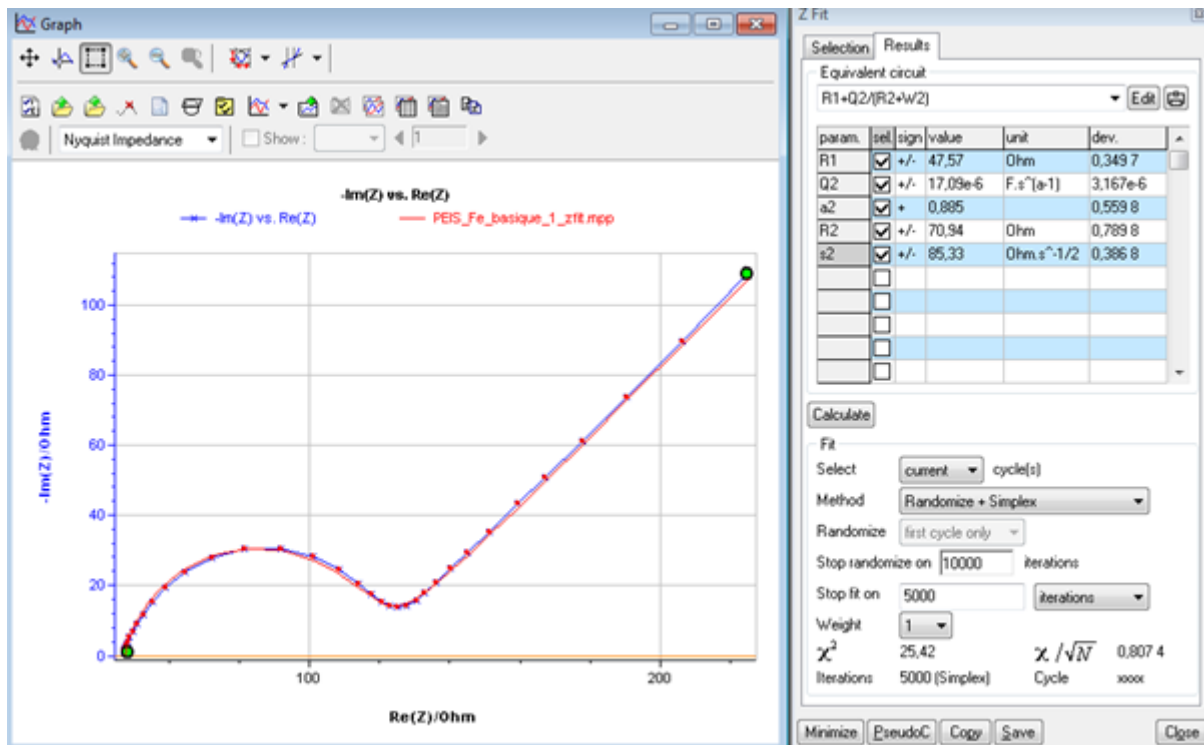 Graph
Nyquist Impedance
Show :
1
-Im(Z) vs. Re(Z)
-Im(Z) vs. Re(Z)
PEIS_Fe_basique_1_zfit.mpp
100
80
60
40
20
0
-Im(Z)/Ohm
100
200
Re(Z)/Ohm
Z Fit
Selection Results
Equivalent circuit
R1+Q2/(R2+W2)
Edit
param. sel. sign value unit dev.
R1 +/- 47,57 Ohm 0,349 7
Q2 +/- 17,09e-6 F.s^(a-1) 3,167e-6
a2 + 0,885 0,559 8
R2 +/- 70,94 Ohm 0,789 8
s2 +/- 85,33 Ohm.s^-1/2 0,386 8
Calculate
Fit
Select current cycle(s)
Method Randomize + Simplex
Randomize first cycle only
Stop randomize on 10000 iterations
Stop fit on 5000 iterations
Weight 1
χ² 25,42 χ /√N 0,807 4
Iterations 5000 (Simplex) Cycle xxxx
Minimize PseudoC Copy Save Close